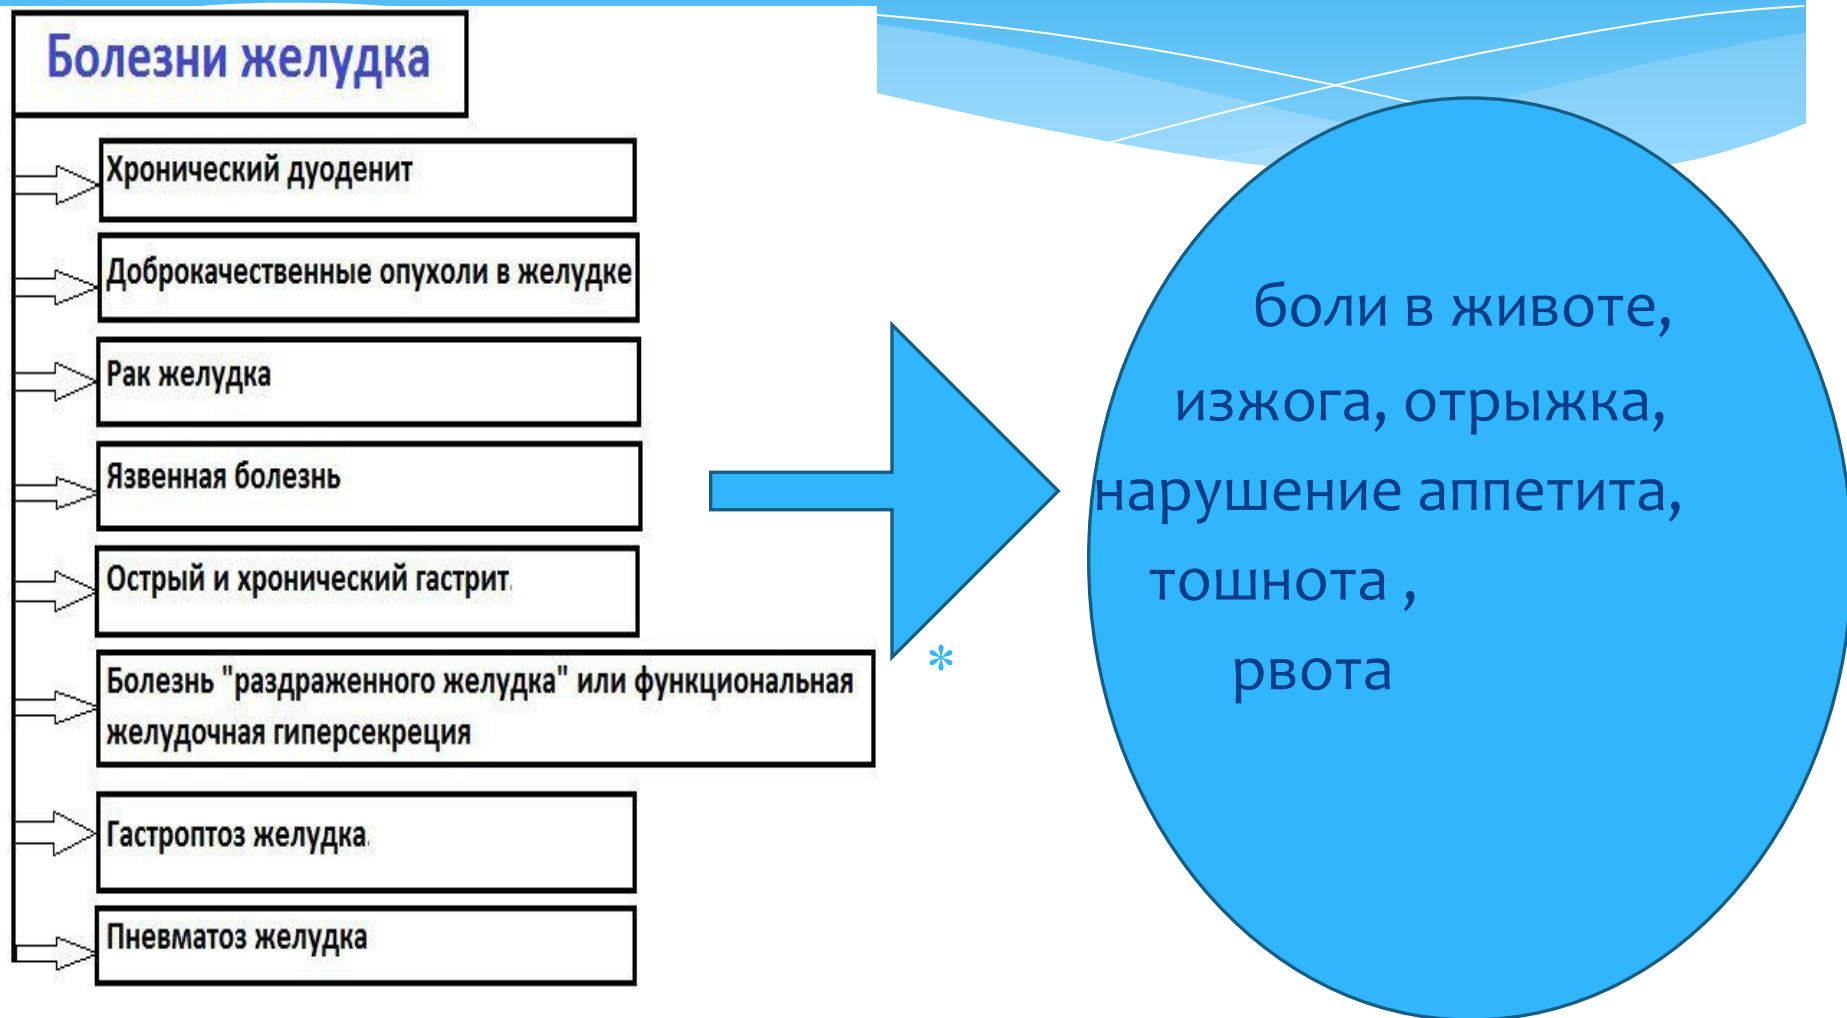 Болезни желудка
Хронический дуоденит
Доброкачественные опухоли в желудке
Рак желудка
Язвенная болезнь
Острый и хронический гастрит.
Болезнь "раздраженного желудка" или функциональная
желудочная гиперсекреция
Гастроптоз желудка.
Пневматоз желудка
*
боли в животе,
изжога, отрыжка,
нарушение аппетита,
тошнота ,
рвота